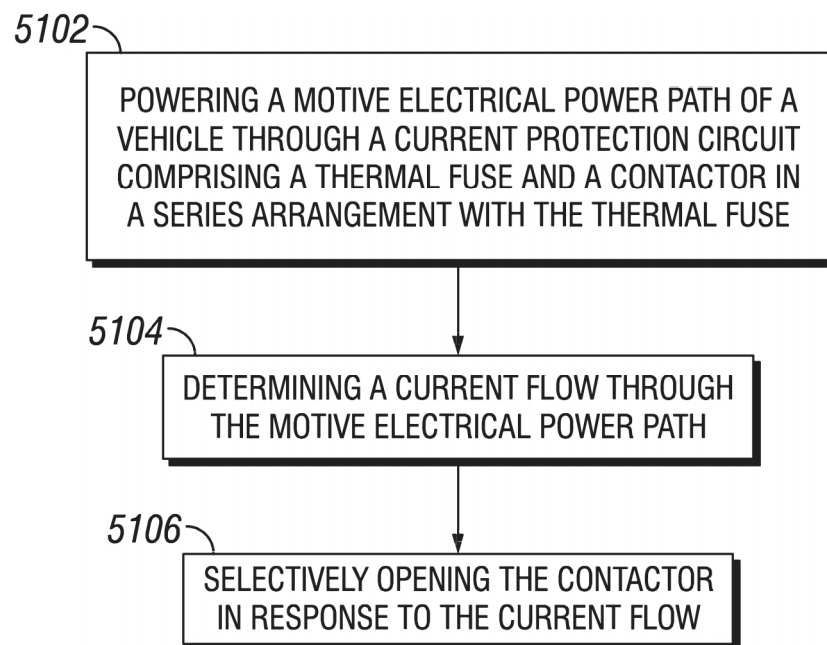 5102
POWERING A MOTIVE ELECTRICAL POWER PATH OF A
VEHICLE THROUGH A CURRENT PROTECTION CIRCUIT
COMPRISING A THERMAL FUSE AND A CONTACTOR IN
A SERIES ARRANGEMENT WITH THE THERMAL FUSE
5104
DETERMINING A CURRENT FLOW THROUGH
THE MOTIVE ELECTRICAL POWER PATH
5106
SELECTIVELY OPENING THE CONTACTOR
IN RESPONSE TO THE CURRENT FLOW